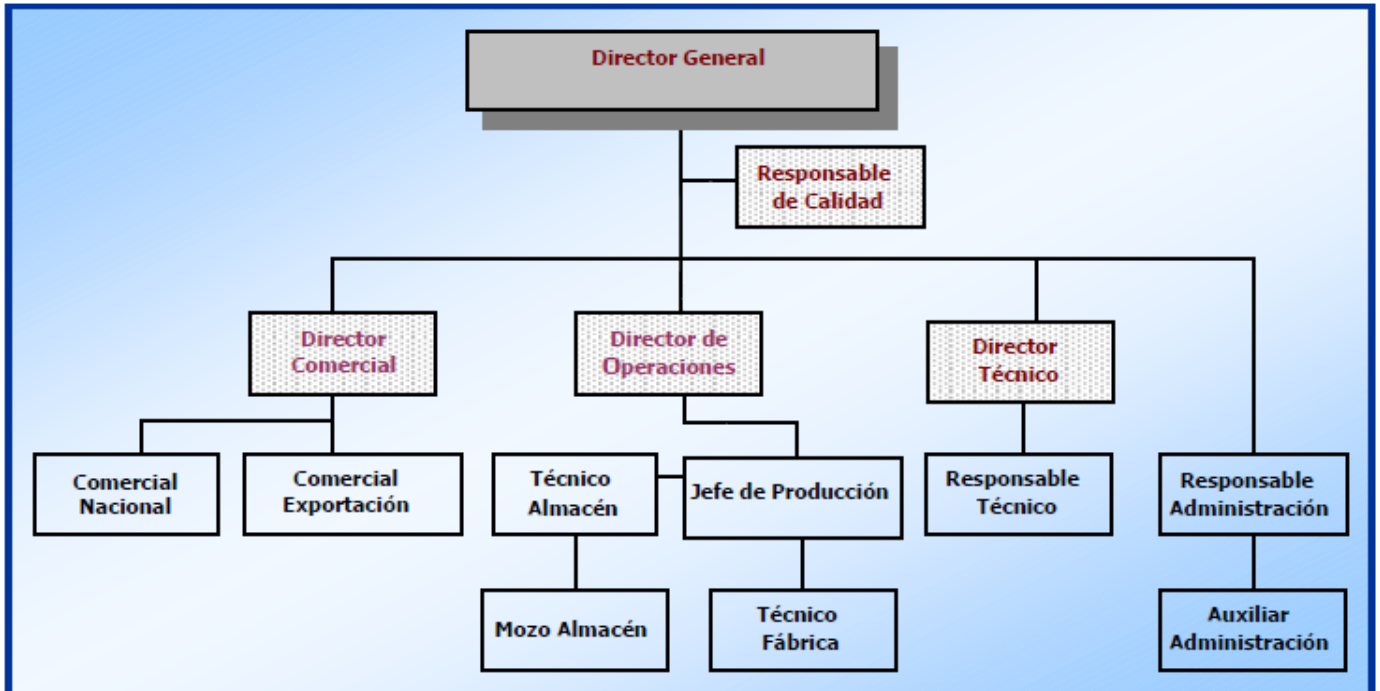 Director General
Responsable
de Calidad
Director
Comercial
Director de
Operaciones
Director
Técnico
Comercial
Nacional
Comercial
Exportación
Técnico
Almacén
Jefe de Producción
Responsable
Técnico
Responsable
Administración
Mozo Almacén
Técnico
Fábrica
Auxiliar
Administración